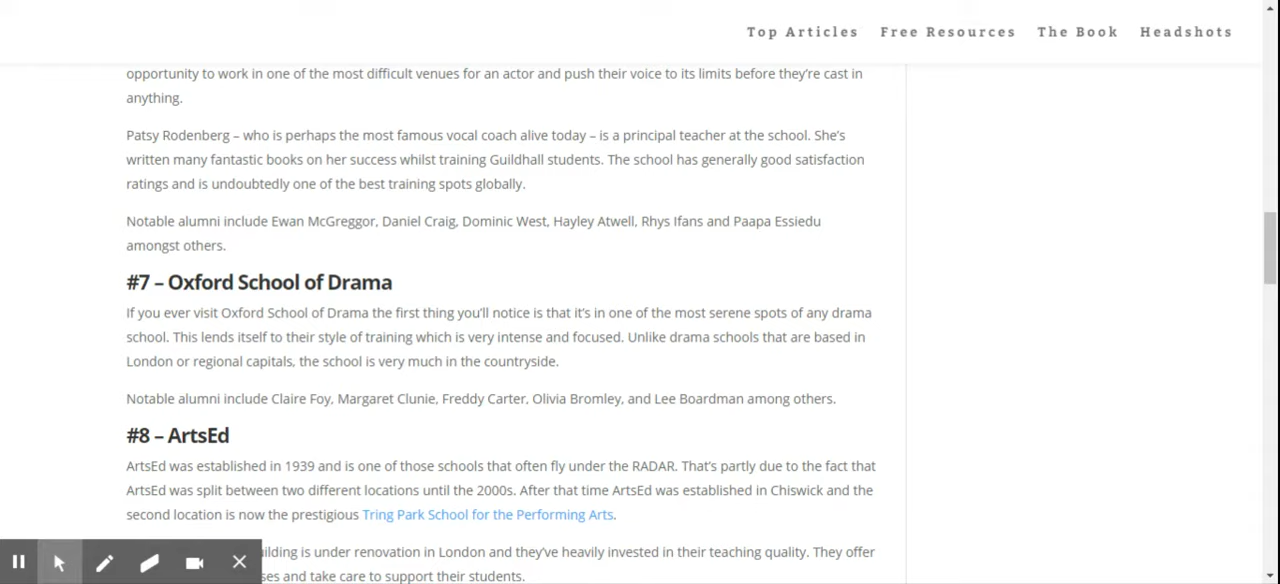 Top Articles Free Resources The Book Headshots
opportunity to work in one of the most difficult venues for an actor and push their voice to its limits before they're cast in
anything.
Patsy Rodenberg – who is perhaps the most famous vocal coach alive today – is a principal teacher at the school. She's
written many fantastic books on her success whilst training Guildhall students. The school has generally good satisfaction
ratings and is undoubtedly one of the best training spots globally.
Notable alumni include Ewan McGreggor, Daniel Craig, Dominic West, Hayley Atwell, Rhys Ifans and Paapa Essiedu
amongst others.
#7 – Oxford School of Drama
If you ever visit Oxford School of Drama the first thing you'll notice is that it's in one of the most serene spots of any drama
school. This lends itself to their style of training which is very intense and focused. Unlike drama schools that are based in
London or regional capitals, the school is very much in the countryside.
Notable alumni include Claire Foy, Margaret Clunie, Freddy Carter, Olivia Bromley, and Lee Boardman among others.
#8 – ArtsEd
ArtsEd was established in 1939 and is one of those schools that often fly under the RADAR. That's partly due to the fact that
ArtsEd was split between two different locations until the 2000s. After that time ArtsEd was established in Chiswick and the
second location is now the prestigious Tring Park School for the Performing Arts.
is under renovation in London and they've heavily invested in their teaching quality. They offer
and take care to support their students.